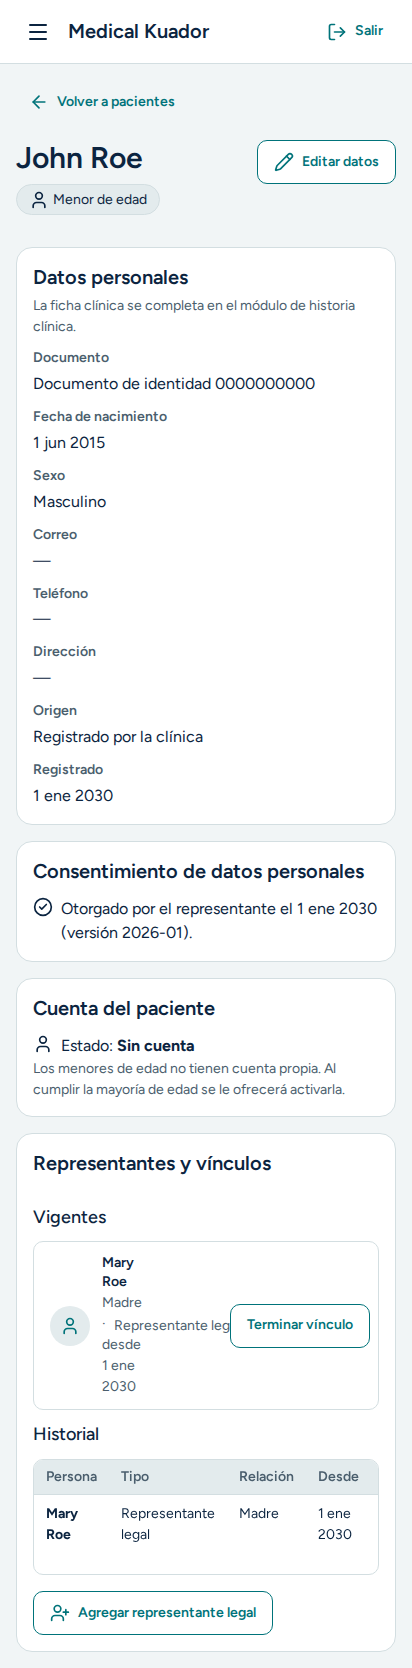 Medical Kuador
Salir
Volver a pacientes
John Roe
Editar datos
Menor de edad
Datos personales
La ficha clínica se completa en el módulo de historia
clínica.
Documento
Documento de identidad 0000000000
Fecha de nacimiento
1 jun 2015
Sexo
Masculino
Correo
—
Teléfono
—
Dirección
—
Origen
Registrado por la clínica
Registrado
1 ene 2030
Consentimiento de datos personales
Otorgado por el representante el 1 ene 2030
(versión 2026-01).
Cuenta del paciente
Estado: Sin cuenta
Los menores de edad no tienen cuenta propia. Al
cumplir la mayoría de edad se le ofrecerá activarla.
Representantes y vínculos
Vigentes
Mary
Roe
Madre
· Representante leg
desde
1 ene
2030
Terminar vínculo
Historial
Persona Tipo Relación Desde
Mary Representante Madre 1 ene
Roe legal 2030
Agregar representante legal